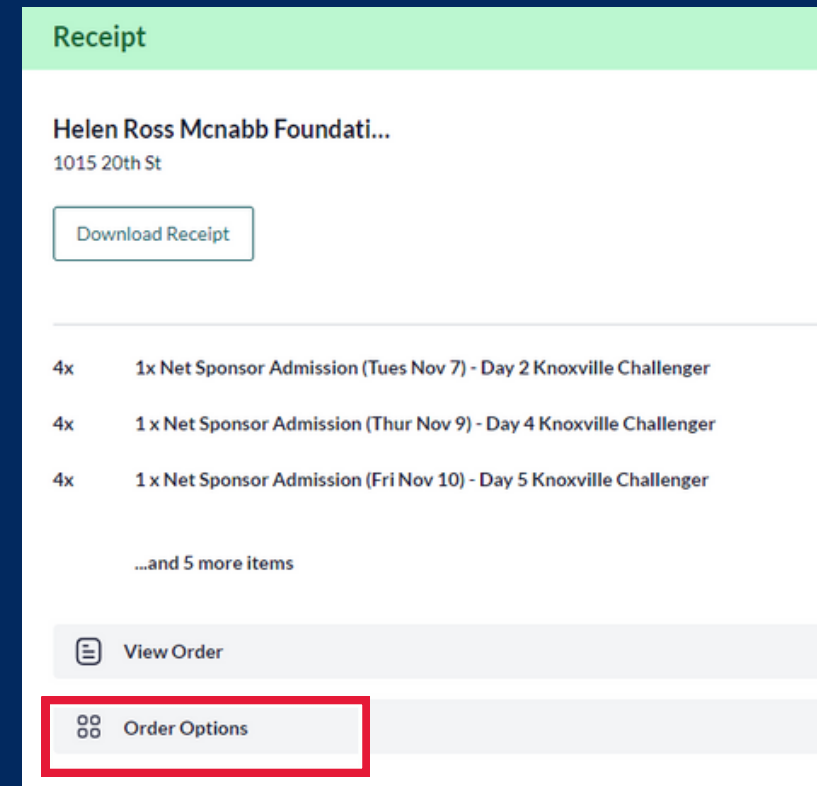 Receipt
Helen Ross Mcnabb Foundati...
1015 20th St
Download Receipt
4x 1x Net Sponsor Admission (Tues Nov 7) - Day 2 Knoxville Challenger
4x 1 x Net Sponsor Admission (Thur Nov 9) - Day 4 Knoxville Challenger
4x 1 x Net Sponsor Admission (Fri Nov 10) - Day 5 Knoxville Challenger
...and 5 more items
View Order
Order Options